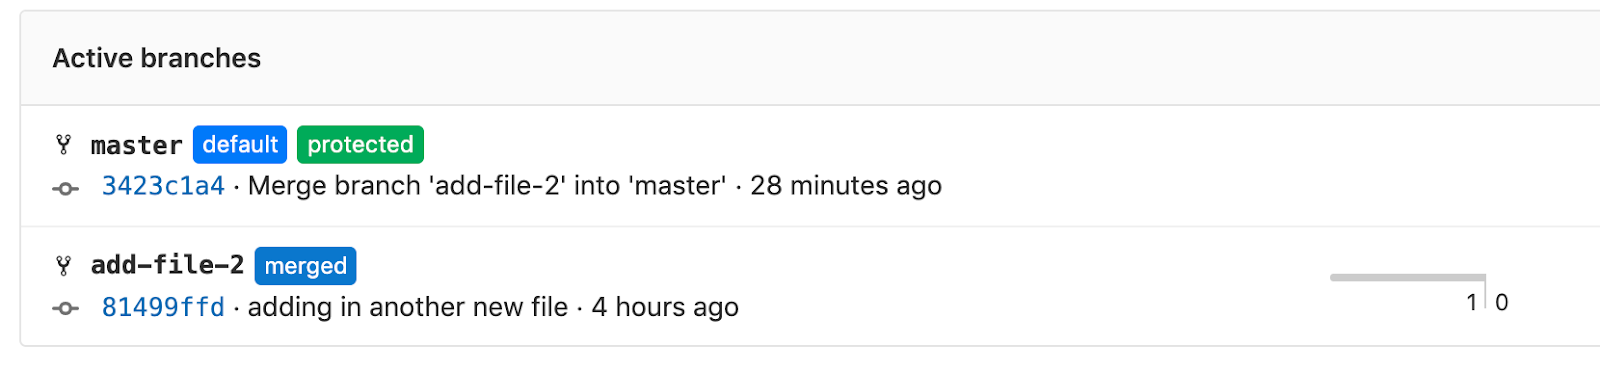 Active branches
master default protected
3423c1a4 · Merge branch 'add-file-2' into 'master' · 28 minutes ago
add-file-2 merged
81499ffd · adding in another new file · 4 hours ago
1 0